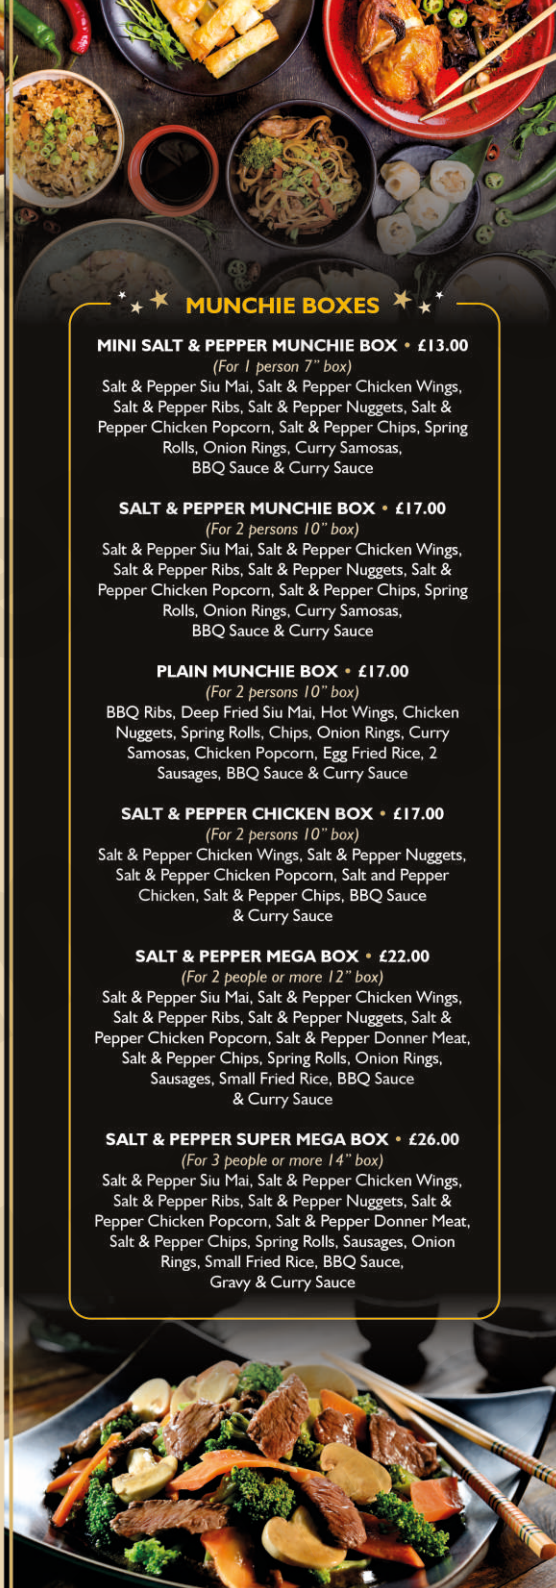 MUNCHIE BOXES
MINI SALT & PEPPER MUNCHIE BOX • £13.00
(For 1 person 7” box)
Salt & Pepper Siu Mai, Salt & Pepper Chicken Wings,
Salt & Pepper Ribs, Salt & Pepper Nuggets, Salt &
Pepper Chicken Popcorn, Salt & Pepper Chips, Spring
Rolls, Onion Rings, Curry Samosas,
BBQ Sauce & Curry Sauce
SALT & PEPPER MUNCHIE BOX • £17.00
(For 2 persons 10” box)
Salt & Pepper Siu Mai, Salt & Pepper Chicken Wings,
Salt & Pepper Ribs, Salt & Pepper Nuggets, Salt &
Pepper Chicken Popcorn, Salt & Pepper Chips, Spring
Rolls, Onion Rings, Curry Samosas,
BBQ Sauce & Curry Sauce
PLAIN MUNCHIE BOX • £17.00
(For 2 persons 10” box)
BBQ Ribs, Deep Fried Siu Mai, Hot Wings, Chicken
Nuggets, Spring Rolls, Chips, Onion Rings, Curry
Samosas, Chicken Popcorn, Egg Fried Rice, 2
Sausages, BBQ Sauce & Curry Sauce
SALT & PEPPER CHICKEN BOX • £17.00
(For 2 persons 10” box)
Salt & Pepper Chicken Wings, Salt & Pepper Nuggets,
Salt & Pepper Chicken Popcorn, Salt and Pepper
Chicken, Salt & Pepper Chips, BBQ Sauce
& Curry Sauce
SALT & PEPPER MEGA BOX • £22.00
(For 2 people or more 12” box)
Salt & Pepper Siu Mai, Salt & Pepper Chicken Wings,
Salt & Pepper Ribs, Salt & Pepper Nuggets, Salt &
Pepper Chicken Popcorn, Salt & Pepper Donner Meat,
Salt & Pepper Chips, Spring Rolls, Onion Rings,
Sausages, Small Fried Rice, BBQ Sauce
& Curry Sauce
SALT & PEPPER SUPER MEGA BOX • £26.00
(For 3 people or more 14” box)
Salt & Pepper Siu Mai, Salt & Pepper Chicken Wings,
Salt & Pepper Ribs, Salt & Pepper Nuggets, Salt &
Pepper Chicken Popcorn, Salt & Pepper Donner Meat,
Salt & Pepper Chips, Spring Rolls, Sausages, Onion
Rings, Small Fried Rice, BBQ Sauce,
Gravy & Curry Sauce